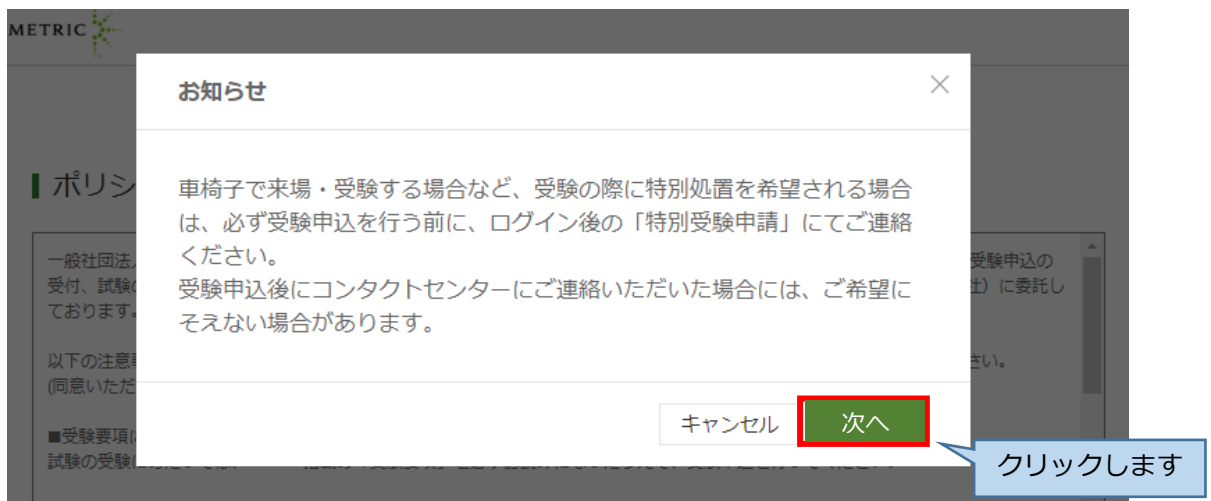 METRIC
お知らせ
ポリシ
車椅子で来場・受験する場合など、受験の際に特別処置を希望される場合
は、必ず受験申込を行う前に、ログイン後の「特別受験申請」にてご連絡
ください。
受験申込後にコンタクトセンターにご連絡いただいた場合には、ご希望に
そえない場合があります。
一般社団法 受験申込の
受付、試験 社）に委託し
ております。
以下の注意 さい。
(同意いただ
キャンセル 次へ
■受験要項
試験の受験
クリックします